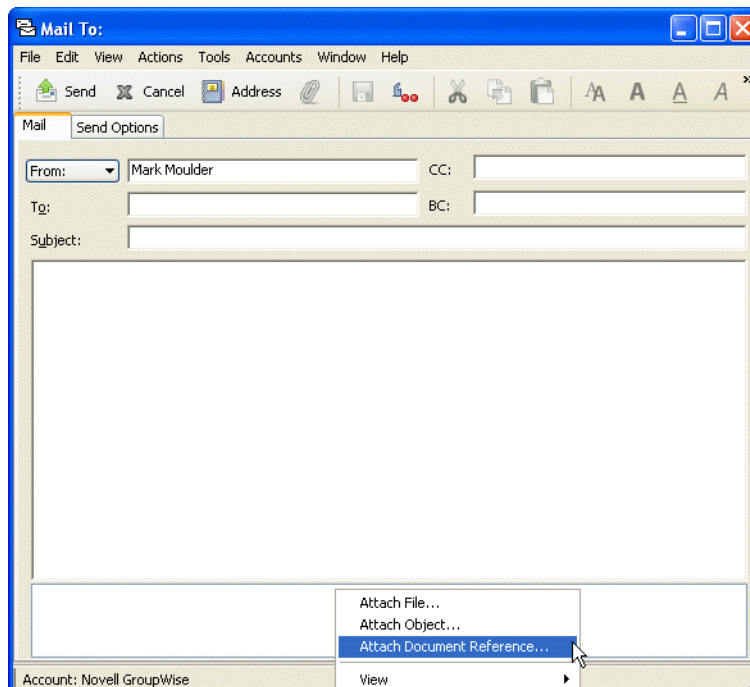 Mail To:
File Edit View Actions Tools Accounts Window Help
Send Cancel Address A A A A
Mail Send Options
From: Mark Moulder CC:
To: BC:
Subject:
Attach File...
Attach Object...
Attach Document Reference...
Account: Novell GroupWise View